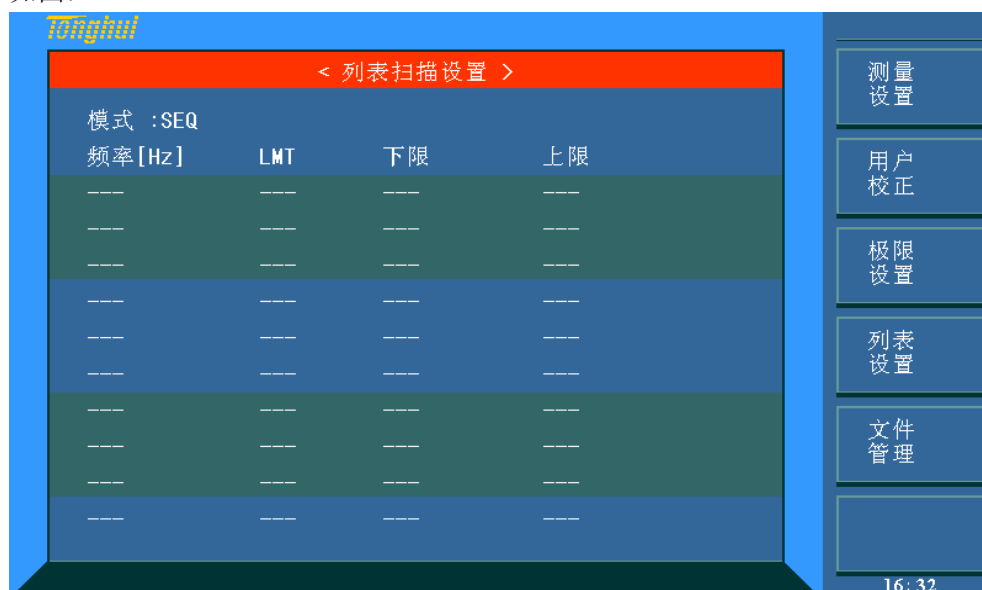 Tonghui
< 列表扫描设置 >
模式 :SEQ
频率[Hz] LMT 下限 上限
--- --- --- ---
--- --- --- ---
--- --- --- ---
--- --- --- ---
--- --- --- ---
--- --- --- ---
--- --- --- ---
--- --- --- ---
--- --- --- ---
--- --- --- ---
测量
设置
用户
校正
极限
设置
列表
设置
文件
管理
16:32